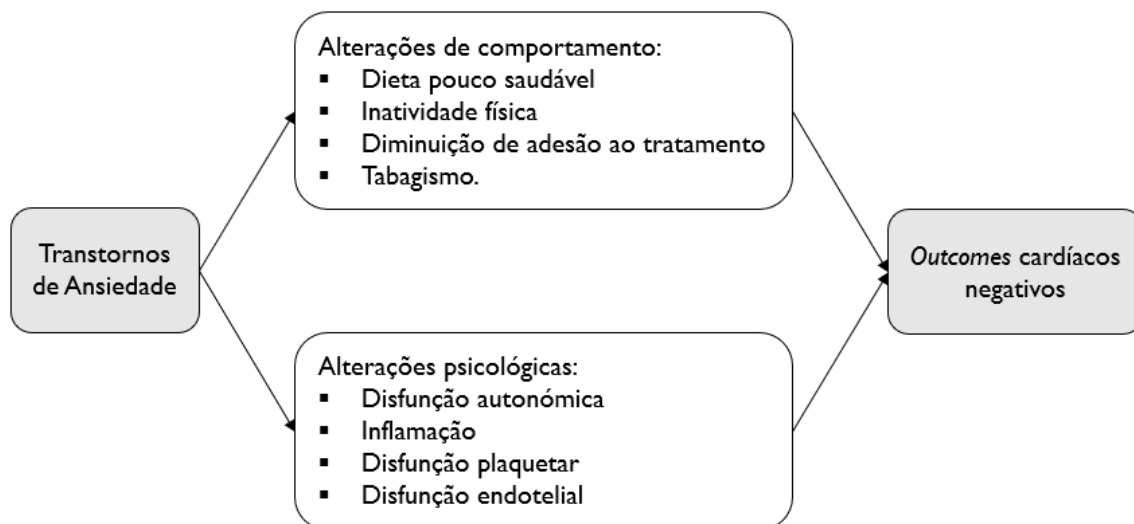 Alterações de comportamento:
▪ Dieta pouco saudável
▪ Inatividade física
▪ Diminuição de adesão ao tratamento
▪ Tabagismo.
Transtornos
de Ansiedade
Outcomes cardíacos
negativos
Alterações psicológicas:
▪ Disfunção autonómica
▪ Inflamação
▪ Disfunção plaquetar
▪ Disfunção endotelial